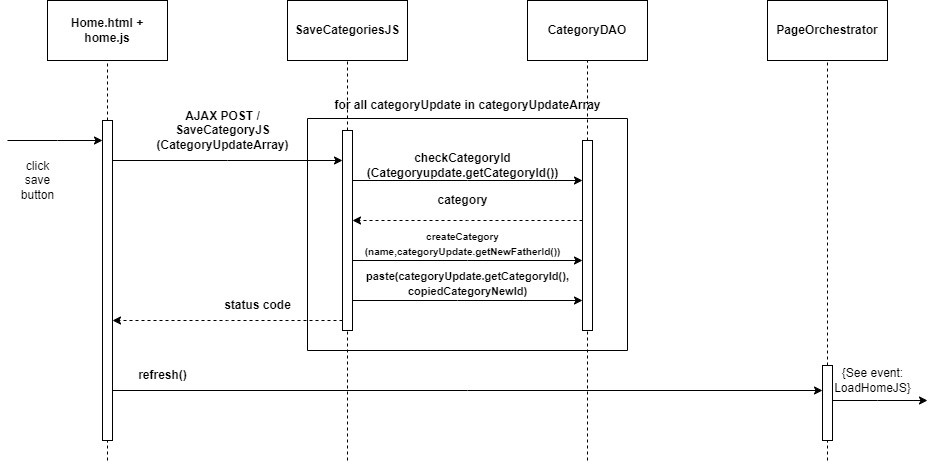 Home.html +
home.js
SaveCategoriesJS
CategoryDAO
PageOrchestrator
for all categoryUpdate in categoryUpdateArray
AJAX POST /
SaveCategoryJS
(CategoryUpdateArray)
click
save
button
checkCategoryId
(Categoryupdate.getCategoryId())
category
createCategory
(name,categoryUpdate.getNewFatherId())
paste(categoryUpdate.getCategoryId(),
copiedCategoryNewId)
status code
refresh()
{See event:
LoadHomeJS}